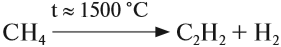 t ≈ 1500 °C
CH₄ ⟶ C₂H₂ + H₂